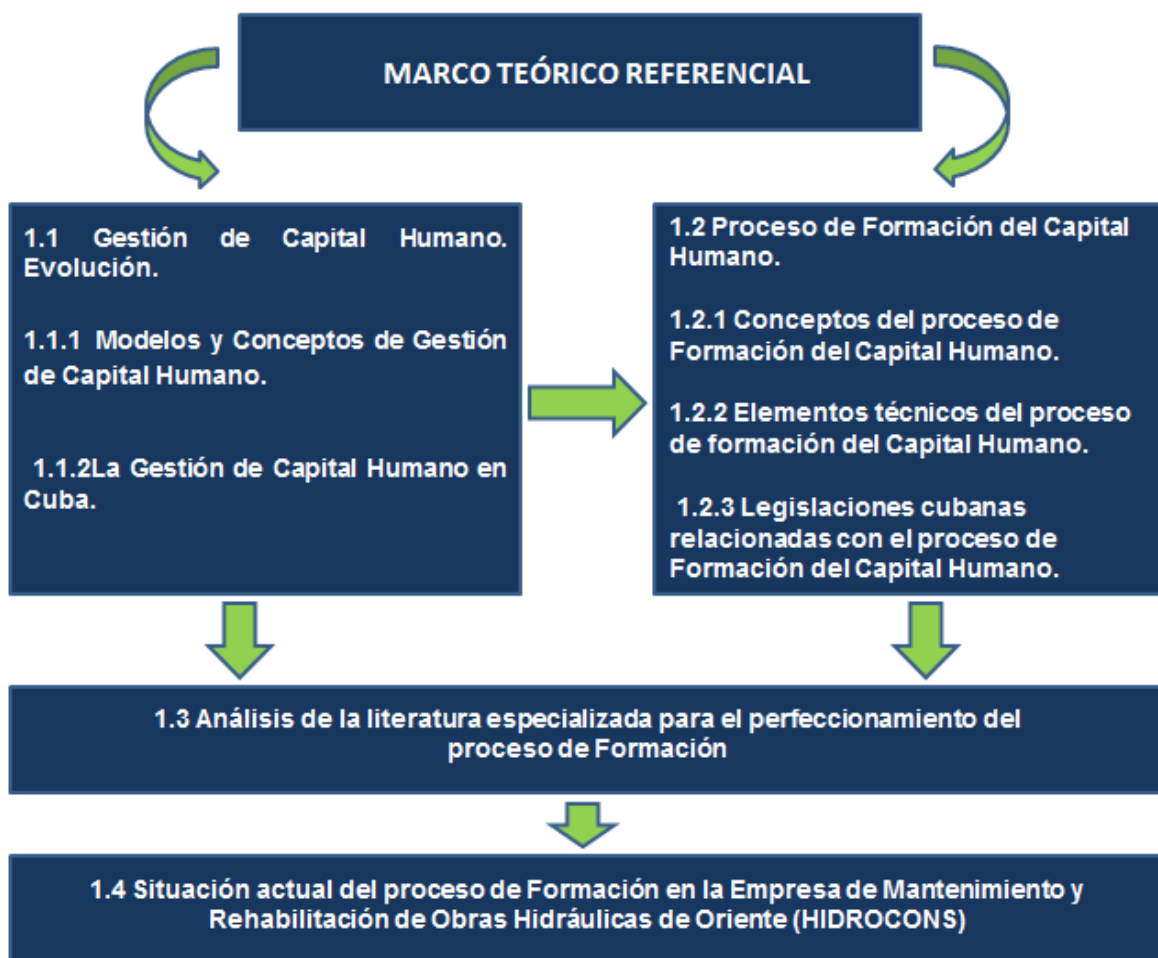 MARCO TEÓRICO REFERENCIAL
1.1 Gestión de Capital Humano.
Evolución.
1.1.1 Modelos y Conceptos de Gestión
de Capital Humano.
1.1.2La Gestión de Capital Humano en
Cuba.
1.2 Proceso de Formación del Capital
Humano.
1.2.1 Conceptos del proceso de
Formación del Capital Humano.
1.2.2 Elementos técnicos del proceso
de formación del Capital Humano.
1.2.3 Legislaciones cubanas
relacionadas con el proceso de
Formación del Capital Humano.
1.3 Análisis de la literatura especializada para el perfeccionamiento del
proceso de Formación
1.4 Situación actual del proceso de Formación en la Empresa de Mantenimiento y
Rehabilitación de Obras Hidráulicas de Oriente (HIDROCONS)